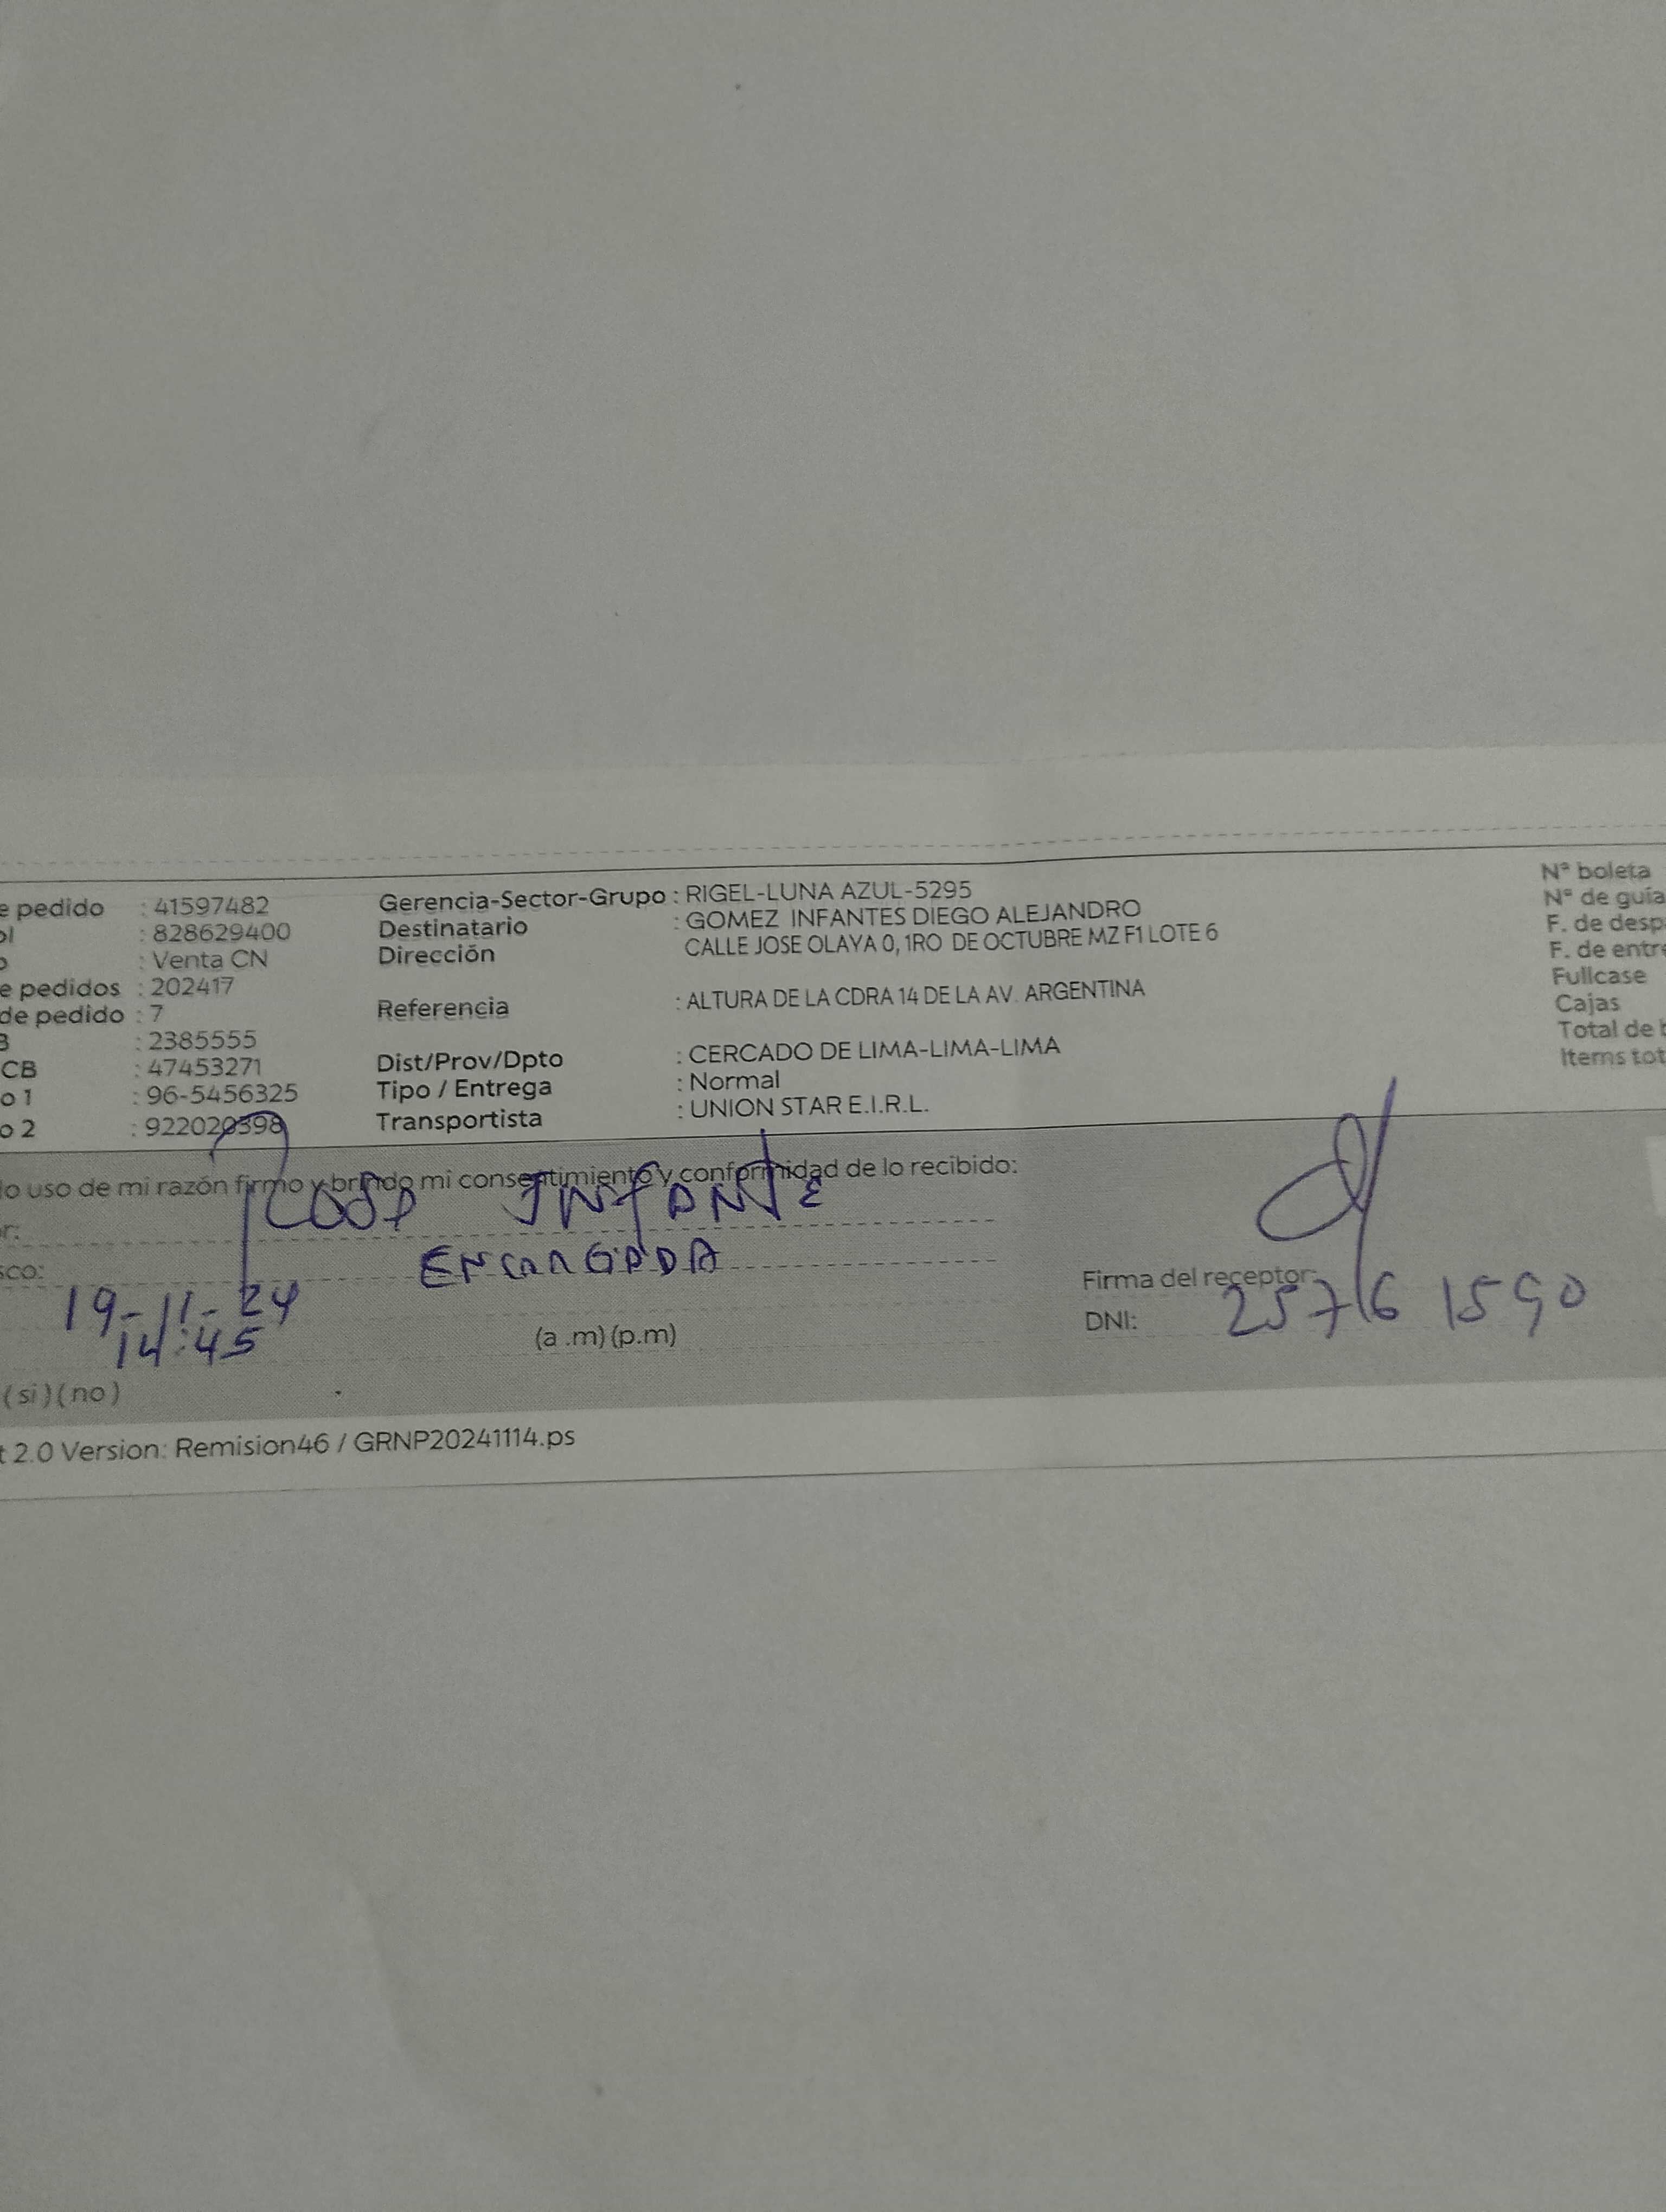 e pedido : 41597482 Gerencia-Sector-Grupo : RIGEL-LUNA AZUL-5295 N° boleta
ol : 828629400 Destinatario : GOMEZ INFANTES DIEGO ALEJANDRO N° de guía
o : Venta CN Dirección CALLE JOSE OLAYA 0, 1RO DE OCTUBRE MZ F1 LOTE 6 F. de desp
e pedidos : 202417 F. de entre
de pedido : 7 Referencia : ALTURA DE LA CDRA 14 DE LA AV. ARGENTINA Fullcase
B : 2385555 Cajas
CB : 47453271 Dist/Prov/Dpto : CERCADO DE LIMA-LIMA-LIMA Total de b
o 1 : 96-5456325 Tipo / Entrega : Normal Items tot
o 2 : 922020398 Transportista : UNION STAR E.I.R.L.
lo uso de mi razón firmo y brindo mi consentimiento y conformidad de lo recibido:
r: ROSA INFANTE
sco: ENCARGADA
Firma del receptor:
19-11-24
DNI: 25761590
14:45 (a .m) (p.m)
(si) (no)
t 2.0 Version: Remision46 / GRNP20241114.ps